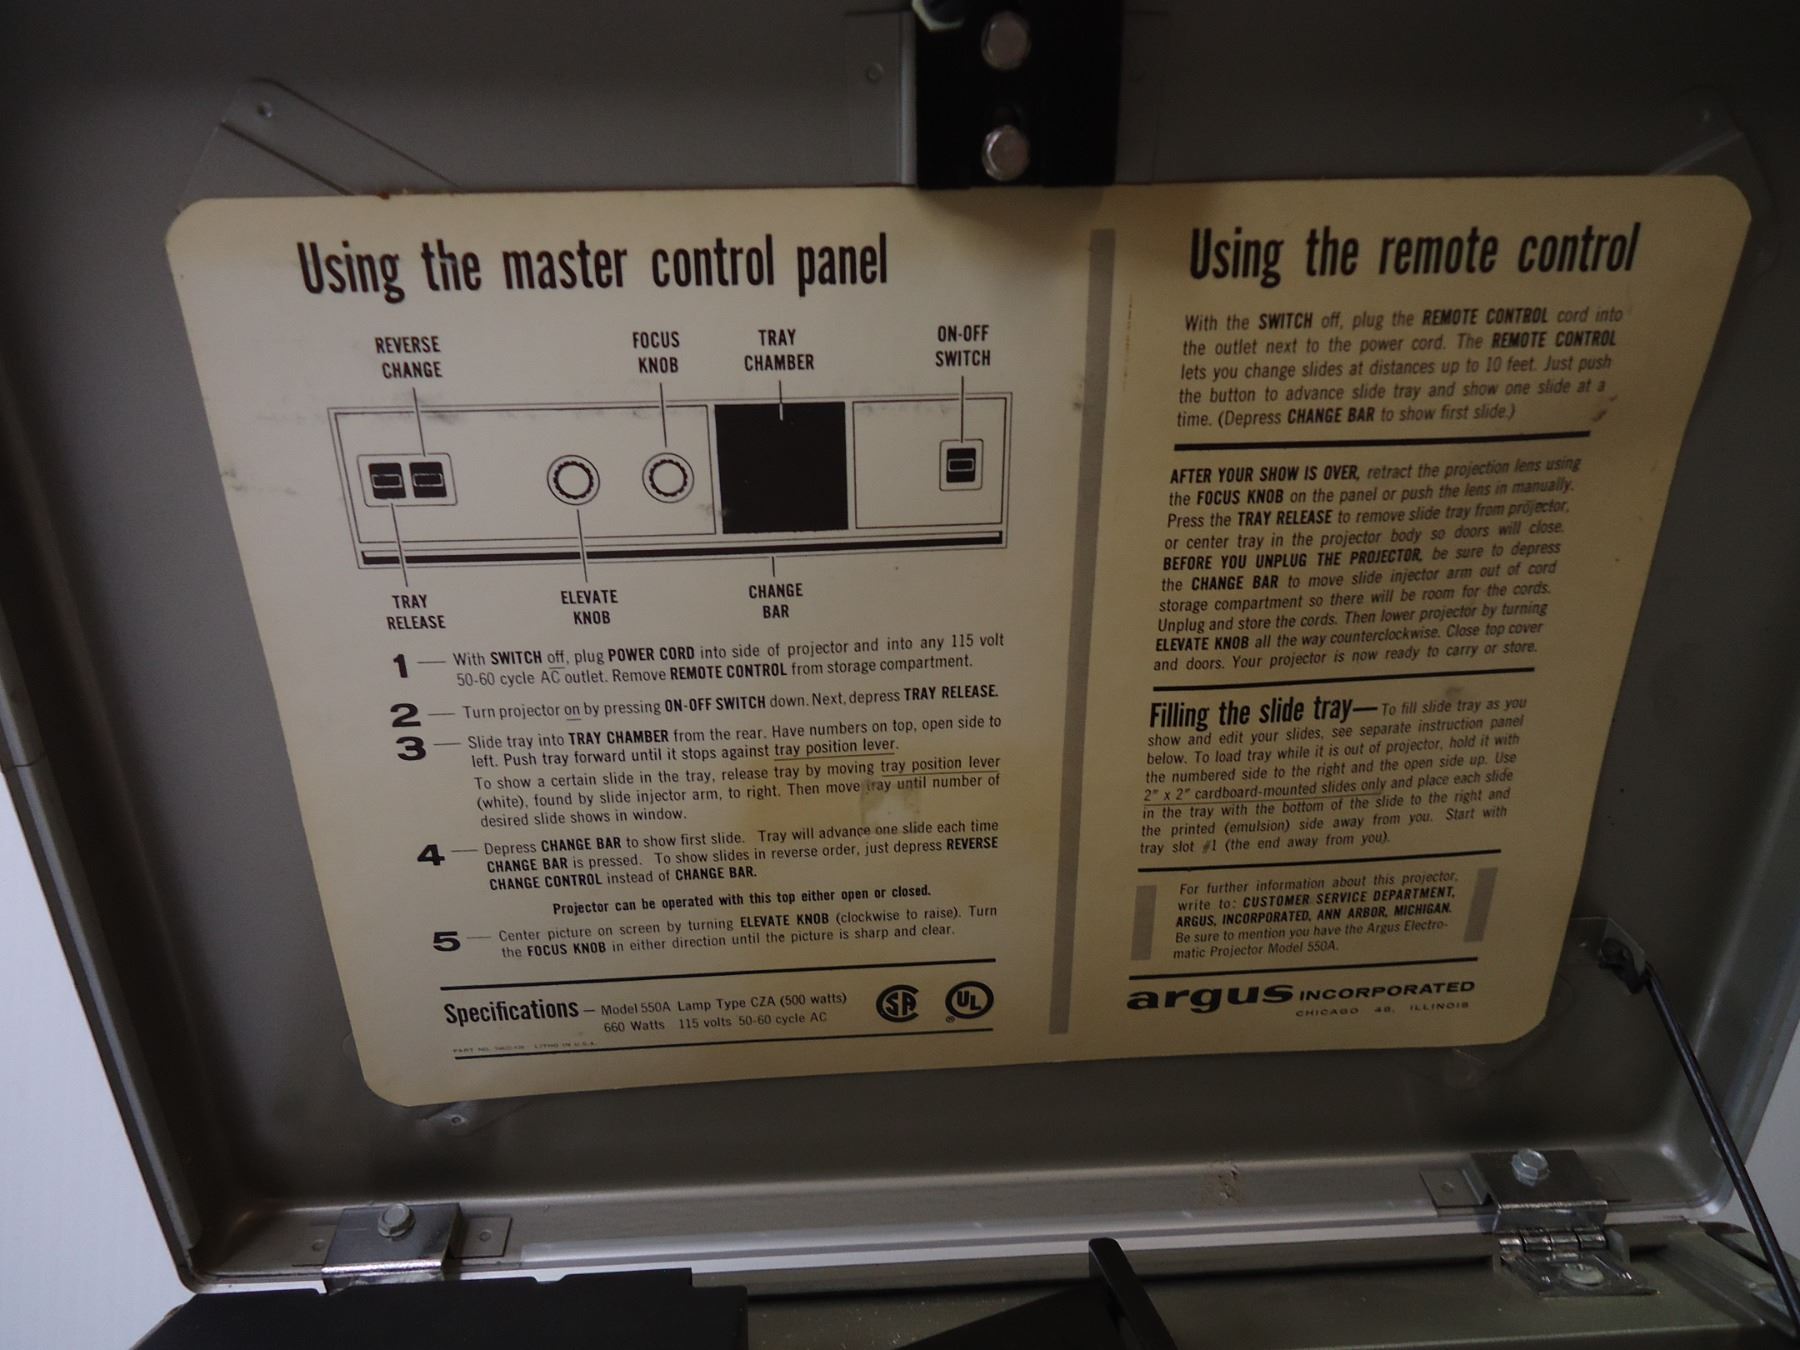 Using the master control panel
REVERSE
CHANGE
FOCUS
KNOB
TRAY
CHAMBER
ON-OFF
SWITCH
TRAY
RELEASE
ELEVATE
KNOB
CHANGE
BAR
1 — With SWITCH off, plug POWER CORD into side of projector and into any 115 volt
50-60 cycle AC outlet. Remove REMOTE CONTROL from storage compartment.
2 — Turn projector on by pressing ON-OFF SWITCH down. Next, depress TRAY RELEASE.
3 — Slide tray into TRAY CHAMBER from the rear. Have numbers on top, open side to
left. Push tray forward until it stops against tray position lever.
To show a certain slide in the tray, release tray by moving tray position lever
(white), found by slide injector arm, to right. Then move tray until number of
desired slide shows in window.
4 — Depress CHANGE BAR to show first slide. Tray will advance one slide each time
CHANGE BAR is pressed. To show slides in reverse order, just depress REVERSE
CHANGE CONTROL instead of CHANGE BAR.
Projector can be operated with this top either open or closed.
5 — Center picture on screen by turning ELEVATE KNOB (clockwise to raise). Turn
the FOCUS KNOB in either direction until the picture is sharp and clear.
Specifications — Model 550A Lamp Type CZA (500 watts)
660 Watts 115 volts 50-60 cycle AC
SA
UL
®
PART NO. LITHO IN U.S.A.
Using the remote control
With the SWITCH off, plug the REMOTE CONTROL cord into
the outlet next to the power cord. The REMOTE CONTROL
lets you change slides at distances up to 10 feet. Just push
the button to advance slide tray and show one slide at a
time. (Depress CHANGE BAR to show first slide.)
AFTER YOUR SHOW IS OVER, retract the projection lens using
the FOCUS KNOB on the panel or push the lens in manually.
Press the TRAY RELEASE to remove slide tray from projector,
or center tray in the projector body so doors will close.
BEFORE YOU UNPLUG THE PROJECTOR, be sure to depress
the CHANGE BAR to move slide injector arm out of cord
storage compartment so there will be room for the cords.
Unplug and store the cords. Then lower projector by turning
ELEVATE KNOB all the way counterclockwise. Close top cover
and doors. Your projector is now ready to carry or store.
Filling the slide tray— To fill slide tray as you
show and edit your slides, see separate instruction panel
below. To load tray while it is out of projector, hold it with
the numbered side to the right and the open side up. Use
2" x 2" cardboard-mounted slides only and place each slide
in the tray with the bottom of the slide to the right and
the printed (emulsion) side away from you. Start with
tray slot #1 (the end away from you).
For further information about this projector,
write to: CUSTOMER SERVICE DEPARTMENT,
ARGUS, INCORPORATED, ANN ARBOR, MICHIGAN.
Be sure to mention you have the Argus Electro-
matic Projector Model 550A.
argus INCORPORATED
CHICAGO 48, ILLINOIS